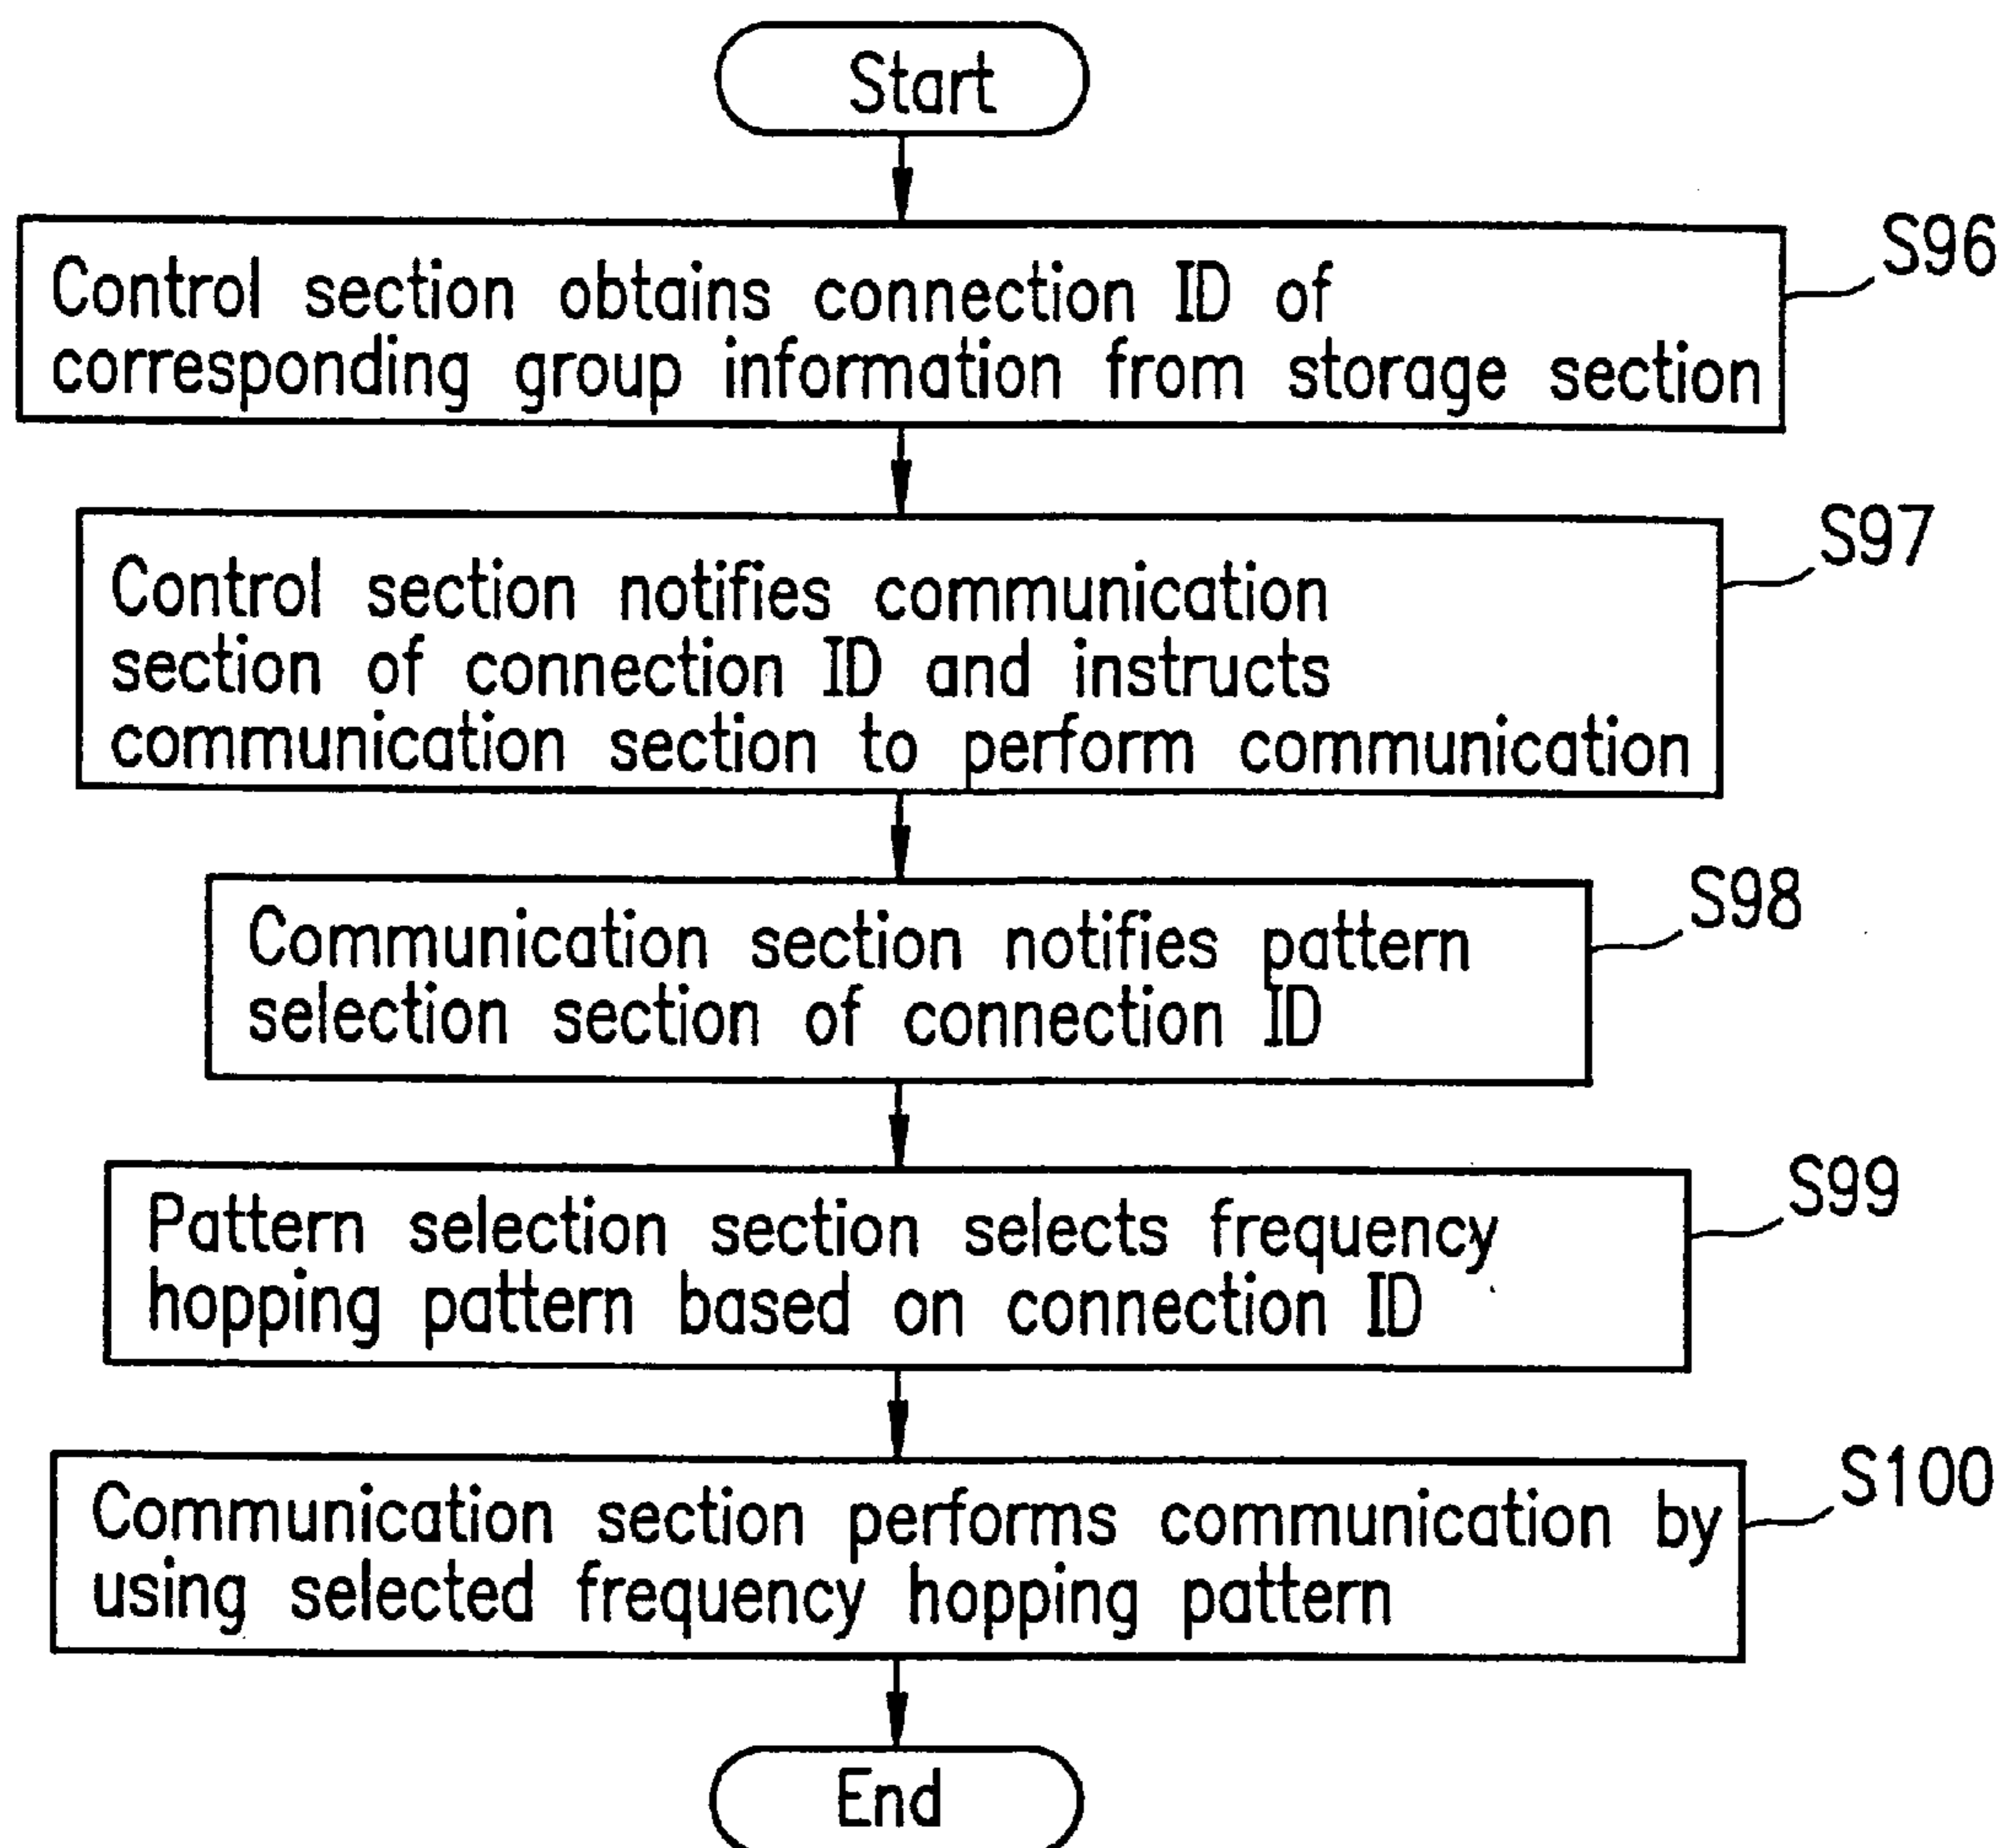 Start
S96
Control section obtains connection ID of
corresponding group information from storage section
S97
Control section notifies communication
section of connection ID and instructs
communication section to perform communication
S98
Communication section notifies pattern
selection section of connection ID
S99
Pattern selection section selects frequency
hopping pattern based on connection ID
S100
Communication section performs communication by
using selected frequency hopping pattern
End